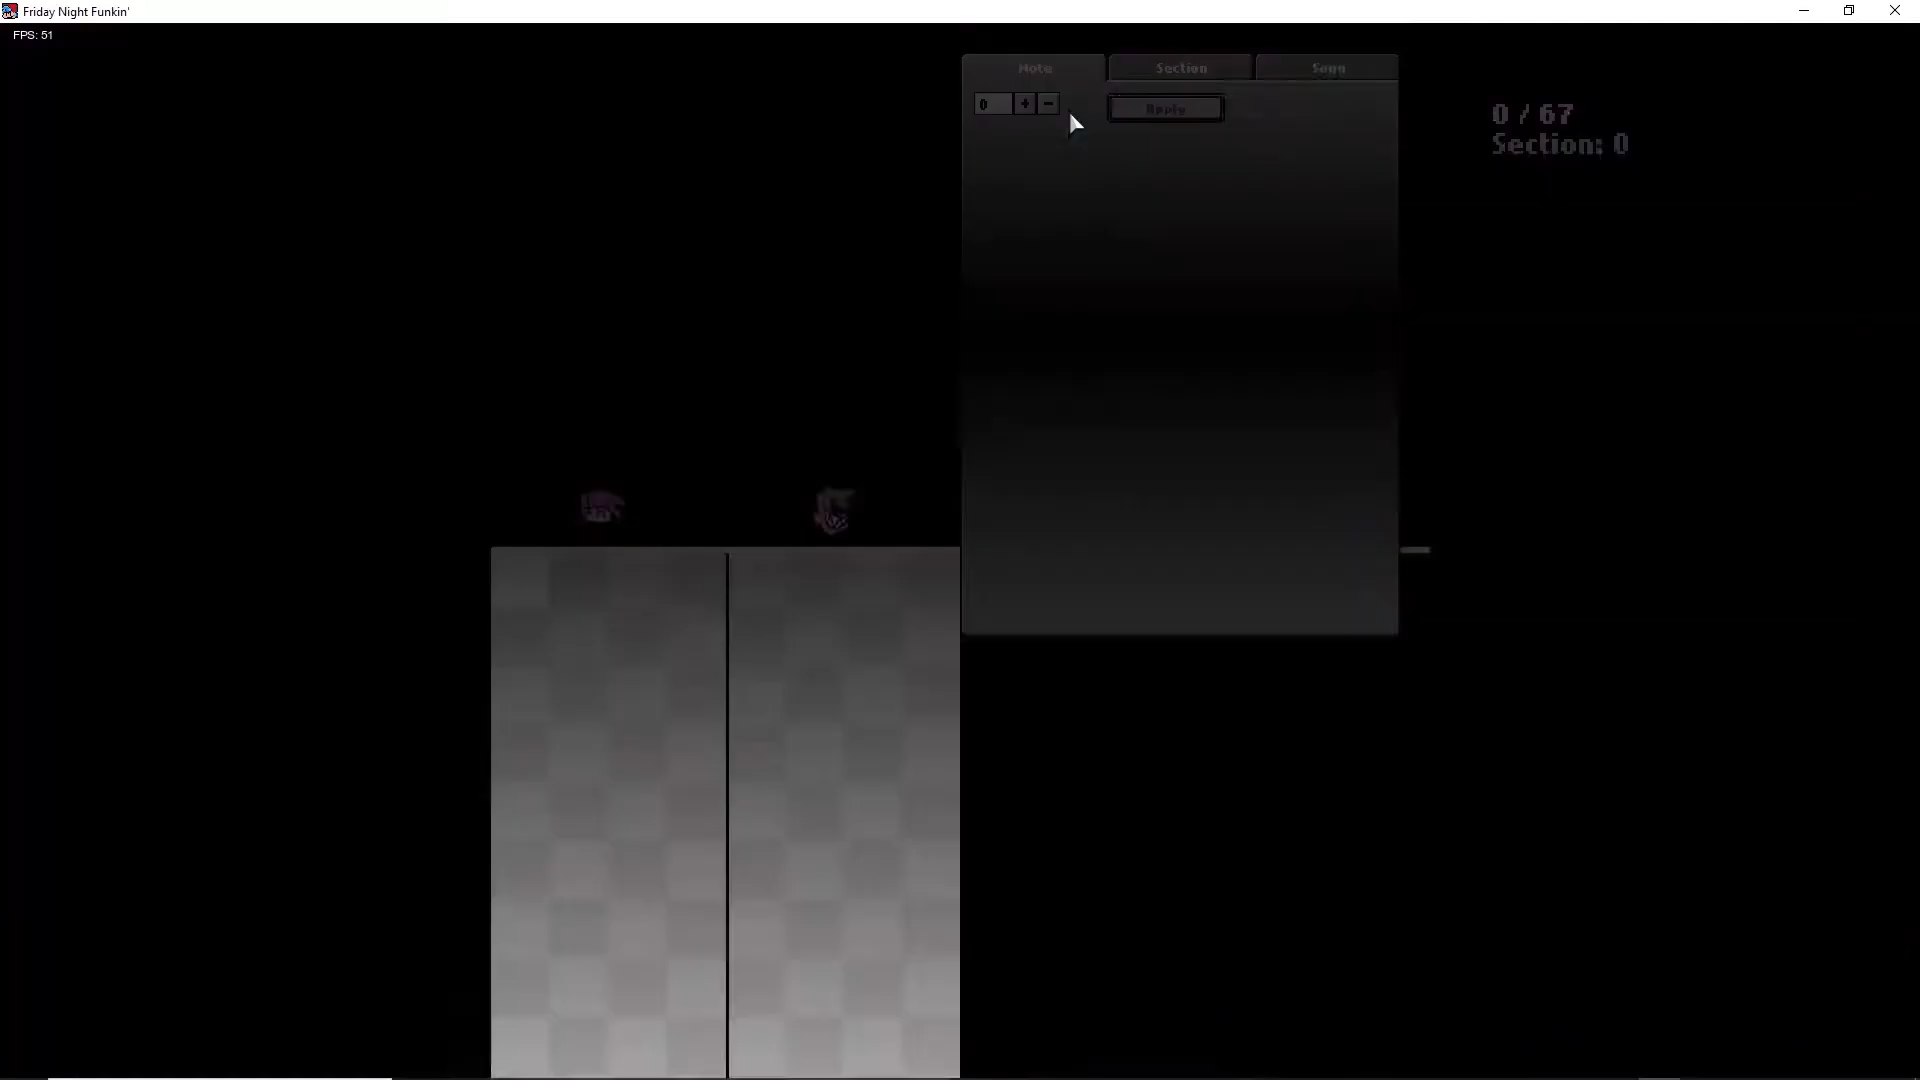 Friday Night Funkin'
FPS: 51
Note
Section
Song
0 + -
Apply
0 / 67
Section: 0